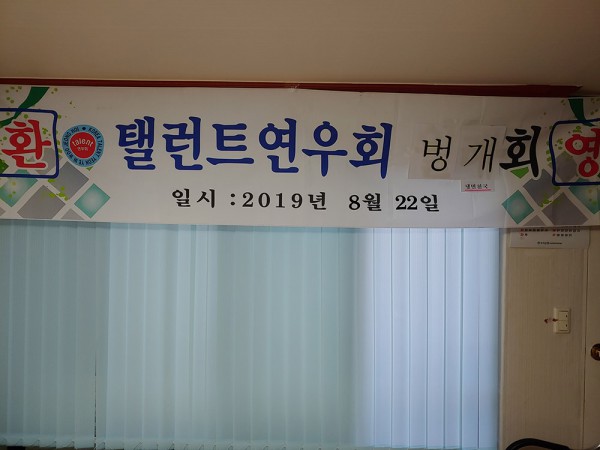 환 탤런트연우회 벙개회 영
talent
일시 : 2019년 8월 22일